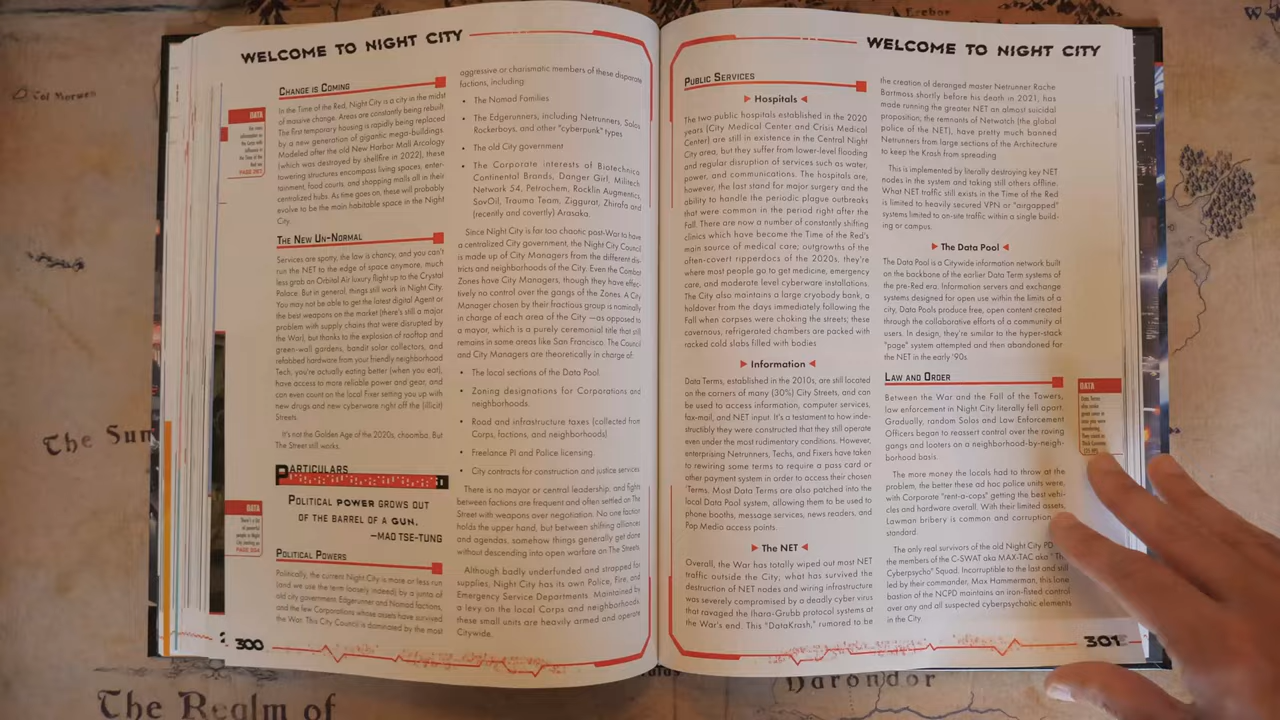 Col Morwen
Erebor
WELCOME TO NIGHT CITY
CHANGE IS COMING
In the Time of the Red, Night City is a city in the midst
of massive change. Areas are constantly being rebuilt.
The first temporary housing is rapidly being replaced
by a new generation of gigantic mega-buildings.
Modeled after the old New Harbor Mall Arcology
(which was destroyed by shellfire in 2022), these
towering structures encompass living spaces, enter-
tainment, food courts, and shopping malls all in their
centralized hubs. As time goes on, these will probably
evolve to be the main habitable space in the Night
City.
DATA
PAGE
THE NEW UN-NORMAL
Services are spotty, the law is chancy, and you can't
run the NET to the edge of space anymore, much
less grab an Orbital Air luxury flight up to the Crystal
Palace. But in general, things still work in Night City.
You may not be able to get the latest digital Agent or
the best weapons on the market (there's still a major
problem with supply chains that were disrupted by
the War), but thanks to the explosion of rooftop and
green-wall gardens, bandit solar collectors, and
refabbed hardware from your friendly neighborhood
Tech, you're actually eating better (when you eat),
have access to more reliable power and gear, and
can even count on the local Fixer setting you up with
new drugs and new cyberware right off the (illicit)
Streets.
It's not the Golden Age of the 2020s, choomba. But
The Street still works.
PARTICULARS
POLITICAL POWER GROWS OUT
OF THE BARREL OF A GUN.
—MAO TSE-TUNG
DATA
There's a lot
of powerful
people in Night
City
PAGE 304
POLITICAL POWERS
Politically, the current Night City is more or less run
(and we use the term loosely indeed) by a junta of
old city government, Edgerunner and Nomad factions,
and the few Corporations whose assets have survived
the War. This City Council is dominated by the most
aggressive or charismatic members of these disparate
factions, including:
• The Nomad Families
• The Edgerunners, including Netrunners, Solos
Rockerboys, and other "cyberpunk" types
• The old City government
• The Corporate interests of Biotechnica
Continental Brands, Danger Girl, Militech
Network 54, Petrochem, Rocklin Augmentics,
SovOil, Trauma Team, Ziggurat, Zhirafa and
(recently and covertly) Arasaka.
Since Night City is far too chaotic post-War to have
a centralized City government, the Night City Council
is made up of City Managers from the different dis-
tricts and neighborhoods of the City. Even the Combat
Zones have City Managers, though they have effec-
tively no control over the gangs of the Zones. A City
Manager chosen by their fractious group is nominally
in charge of each area of the City —as opposed to
a mayor, which is a purely ceremonial title that still
remains in some areas like San Francisco. The Council
and City Managers are theoretically in charge of:
• The local sections of the Data Pool.
• Zoning designations for Corporations and
neighborhoods.
• Road and infrastructure taxes (collected from
Corps, factions, and neighborhoods)
• Freelance PI and Police licensing.
• City contracts for construction and justice services
There is no mayor or central leadership, and fights
between factions are frequent and often settled on The
Street with weapons over negotiation. No one faction
holds the upper hand, but between shifting alliances
and agendas, somehow things generally get done
without descending into open warfare on The Streets.
Although badly underfunded and strapped for
supplies, Night City has its own Police, Fire, and
Emergency Service Departments. Maintained by
a levy on the local Corps and neighborhoods,
these small units are heavily armed and operate
Citywide.
300
WELCOME TO NIGHT CITY
PUBLIC SERVICES
Hospitals
The two public hospitals established in the 2020
years (City Medical Center and Crisis Medical
Center) are still in existence in the Central Night
City area, but they suffer from lower-level flooding
and regular disruption of services such as water,
power, and communications. The hospitals are,
however, the last stand for major surgery and the
ability to handle the periodic plague outbreaks
that were common in the period right after the
Fall. There are now a number of constantly shifting
clinics which have become the Time of the Red's
main source of medical care; outgrowths of the
often-covert ripperdocs of the 2020s, they're
where most people go to get medicine, emergency
care, and moderate level cyberware installations.
The City also maintains a large cryobody bank, a
holdover from the days immediately following the
Fall when corpses were choking the streets; these
cavernous, refrigerated chambers are packed with
racked cold slabs filled with bodies
Information
Data Terms, established in the 2010s, are still located
on the corners of many (30%) City Streets, and can
be used to access information, computer services,
fax-mail, and NET input. It's a testament to how inde-
structibly they were constructed that they still operate
even under the most rudimentary conditions. However,
enterprising Netrunners, Techs, and Fixers have taken
to rewiring some terms to require a pass card or
other payment system in order to access their chosen
'Terms. Most Data Terms are also patched into the
local Data Pool system, allowing them to be used to
phone booths, message services, news readers, and
Pop Media access points.
The NET
Overall, the War has totally wiped out most NET
traffic outside the City; what has survived the
destruction of NET nodes and wiring infrastructure
was severely compromised by a deadly cyber virus
that ravaged the Ihara-Grubb protocol systems at
the War's end. This "DataKrash," rumored to be
the creation of deranged master Netrunner Rache
Bartmoss shortly before his death in 2021, has
made running the greater NET an almost suicidal
proposition; the remnants of Netwatch (the global
police of the NET), have pretty much banned
Netrunners from large sections of the Architecture
to keep the Krash from spreading
This is implemented by literally destroying key NET
nodes in the system and taking still others offline.
What NET traffic still exists in the Time of the Red
is limited to heavily secured VPN or "airgapped"
systems limited to on-site traffic within a single build-
ing or campus.
The Data Pool
The Data Pool is a Citywide information network built
on the backbone of the earlier Data Term systems of
the pre-Red era. Information servers and exchange
systems designed for open use within the limits of a
city, Data Pools produce free, open content created
through the collaborative efforts of a community of
users. In design, they're similar to the hyper-stack
"page" system attempted and then abandoned for
the NET in the early '90s.
LAW AND ORDER
Between the War and the Fall of the Towers,
law enforcement in Night City literally fell apart.
Gradually, random Solos and Law Enforcement
Officers began to reassert control over the raving
gangs and looters on a neighborhood-by-neigh-
borhood basis.
The more money the locals had to throw at the
problem, the better these ad hoc police units were,
with Corporate "rent-a-cops" getting the best vehi-
cles and hardware overall. With their limited assets,
Lawman bribery is common and corruption
standard.
The only real survivors of the old Night City PD
the members of the C-SWAT aka MAX-TAC aka "The
Cyberpsycho" Squad. Incorruptible to the last and still
led by their commander, Max Hammerman, this lone
bastion of the NCPD maintains an iron-fisted control
over any and all suspected cyberpsychotic elements
in the City.
DATA
301
The Sun
The Realm of
Dorondor